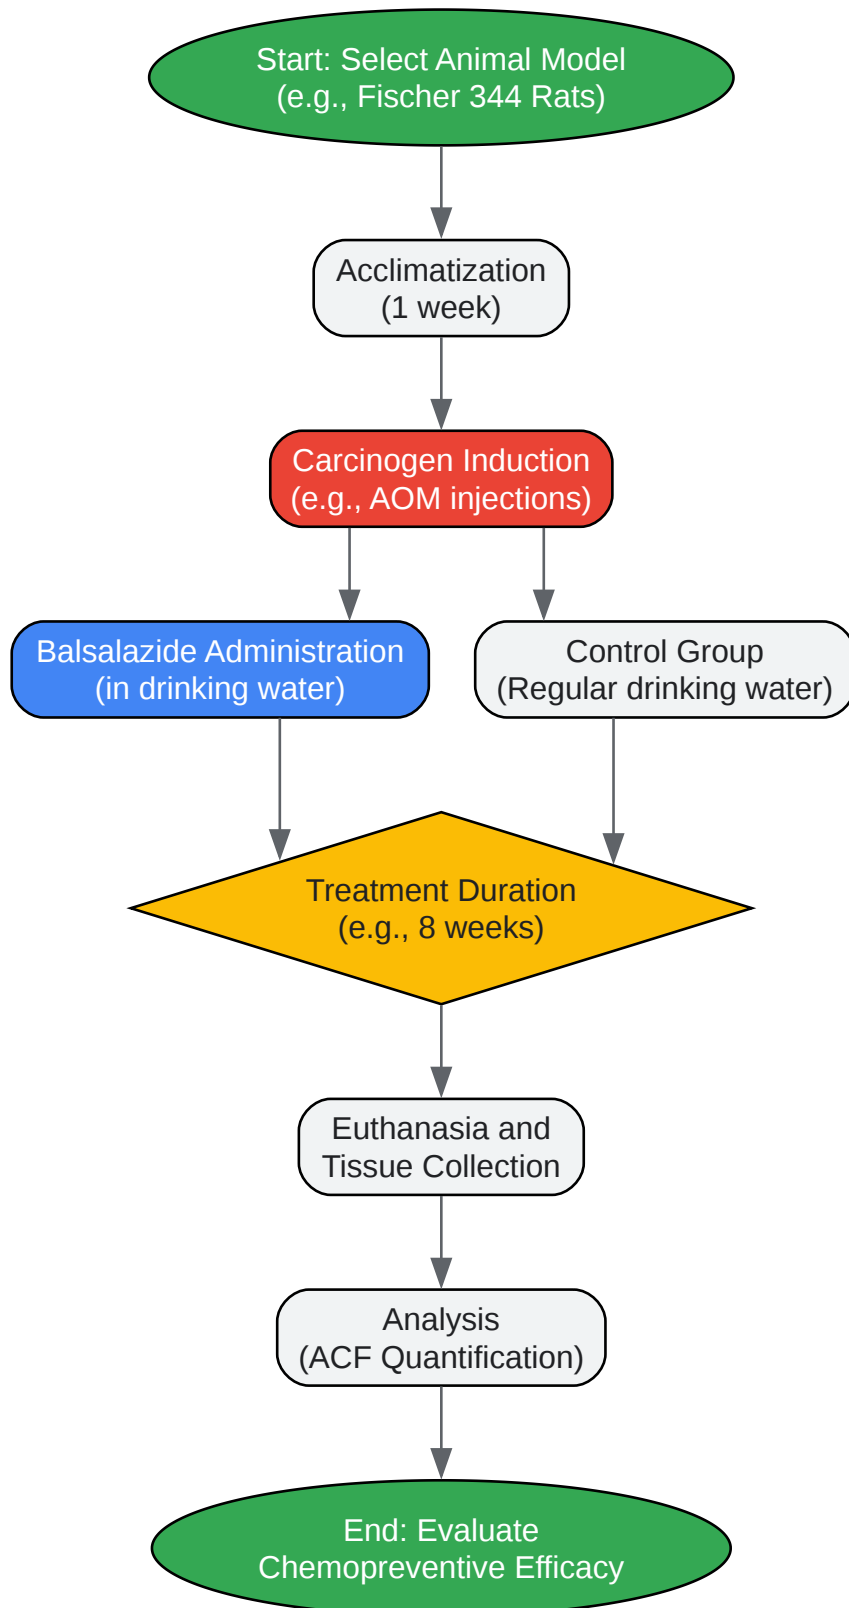 Start: Select Animal Model
(e.g., Fischer 344 Rats)
Acclimatization
(1 week)
Carcinogen Induction
(e.g., AOM injections)
Balsalazide Administration
(in drinking water)
Control Group
(Regular drinking water)
Treatment Duration
(e.g., 8 weeks)
Euthanasia and
Tissue Collection
Analysis
(ACF Quantification)
End: Evaluate
Chemopreventive Efficacy